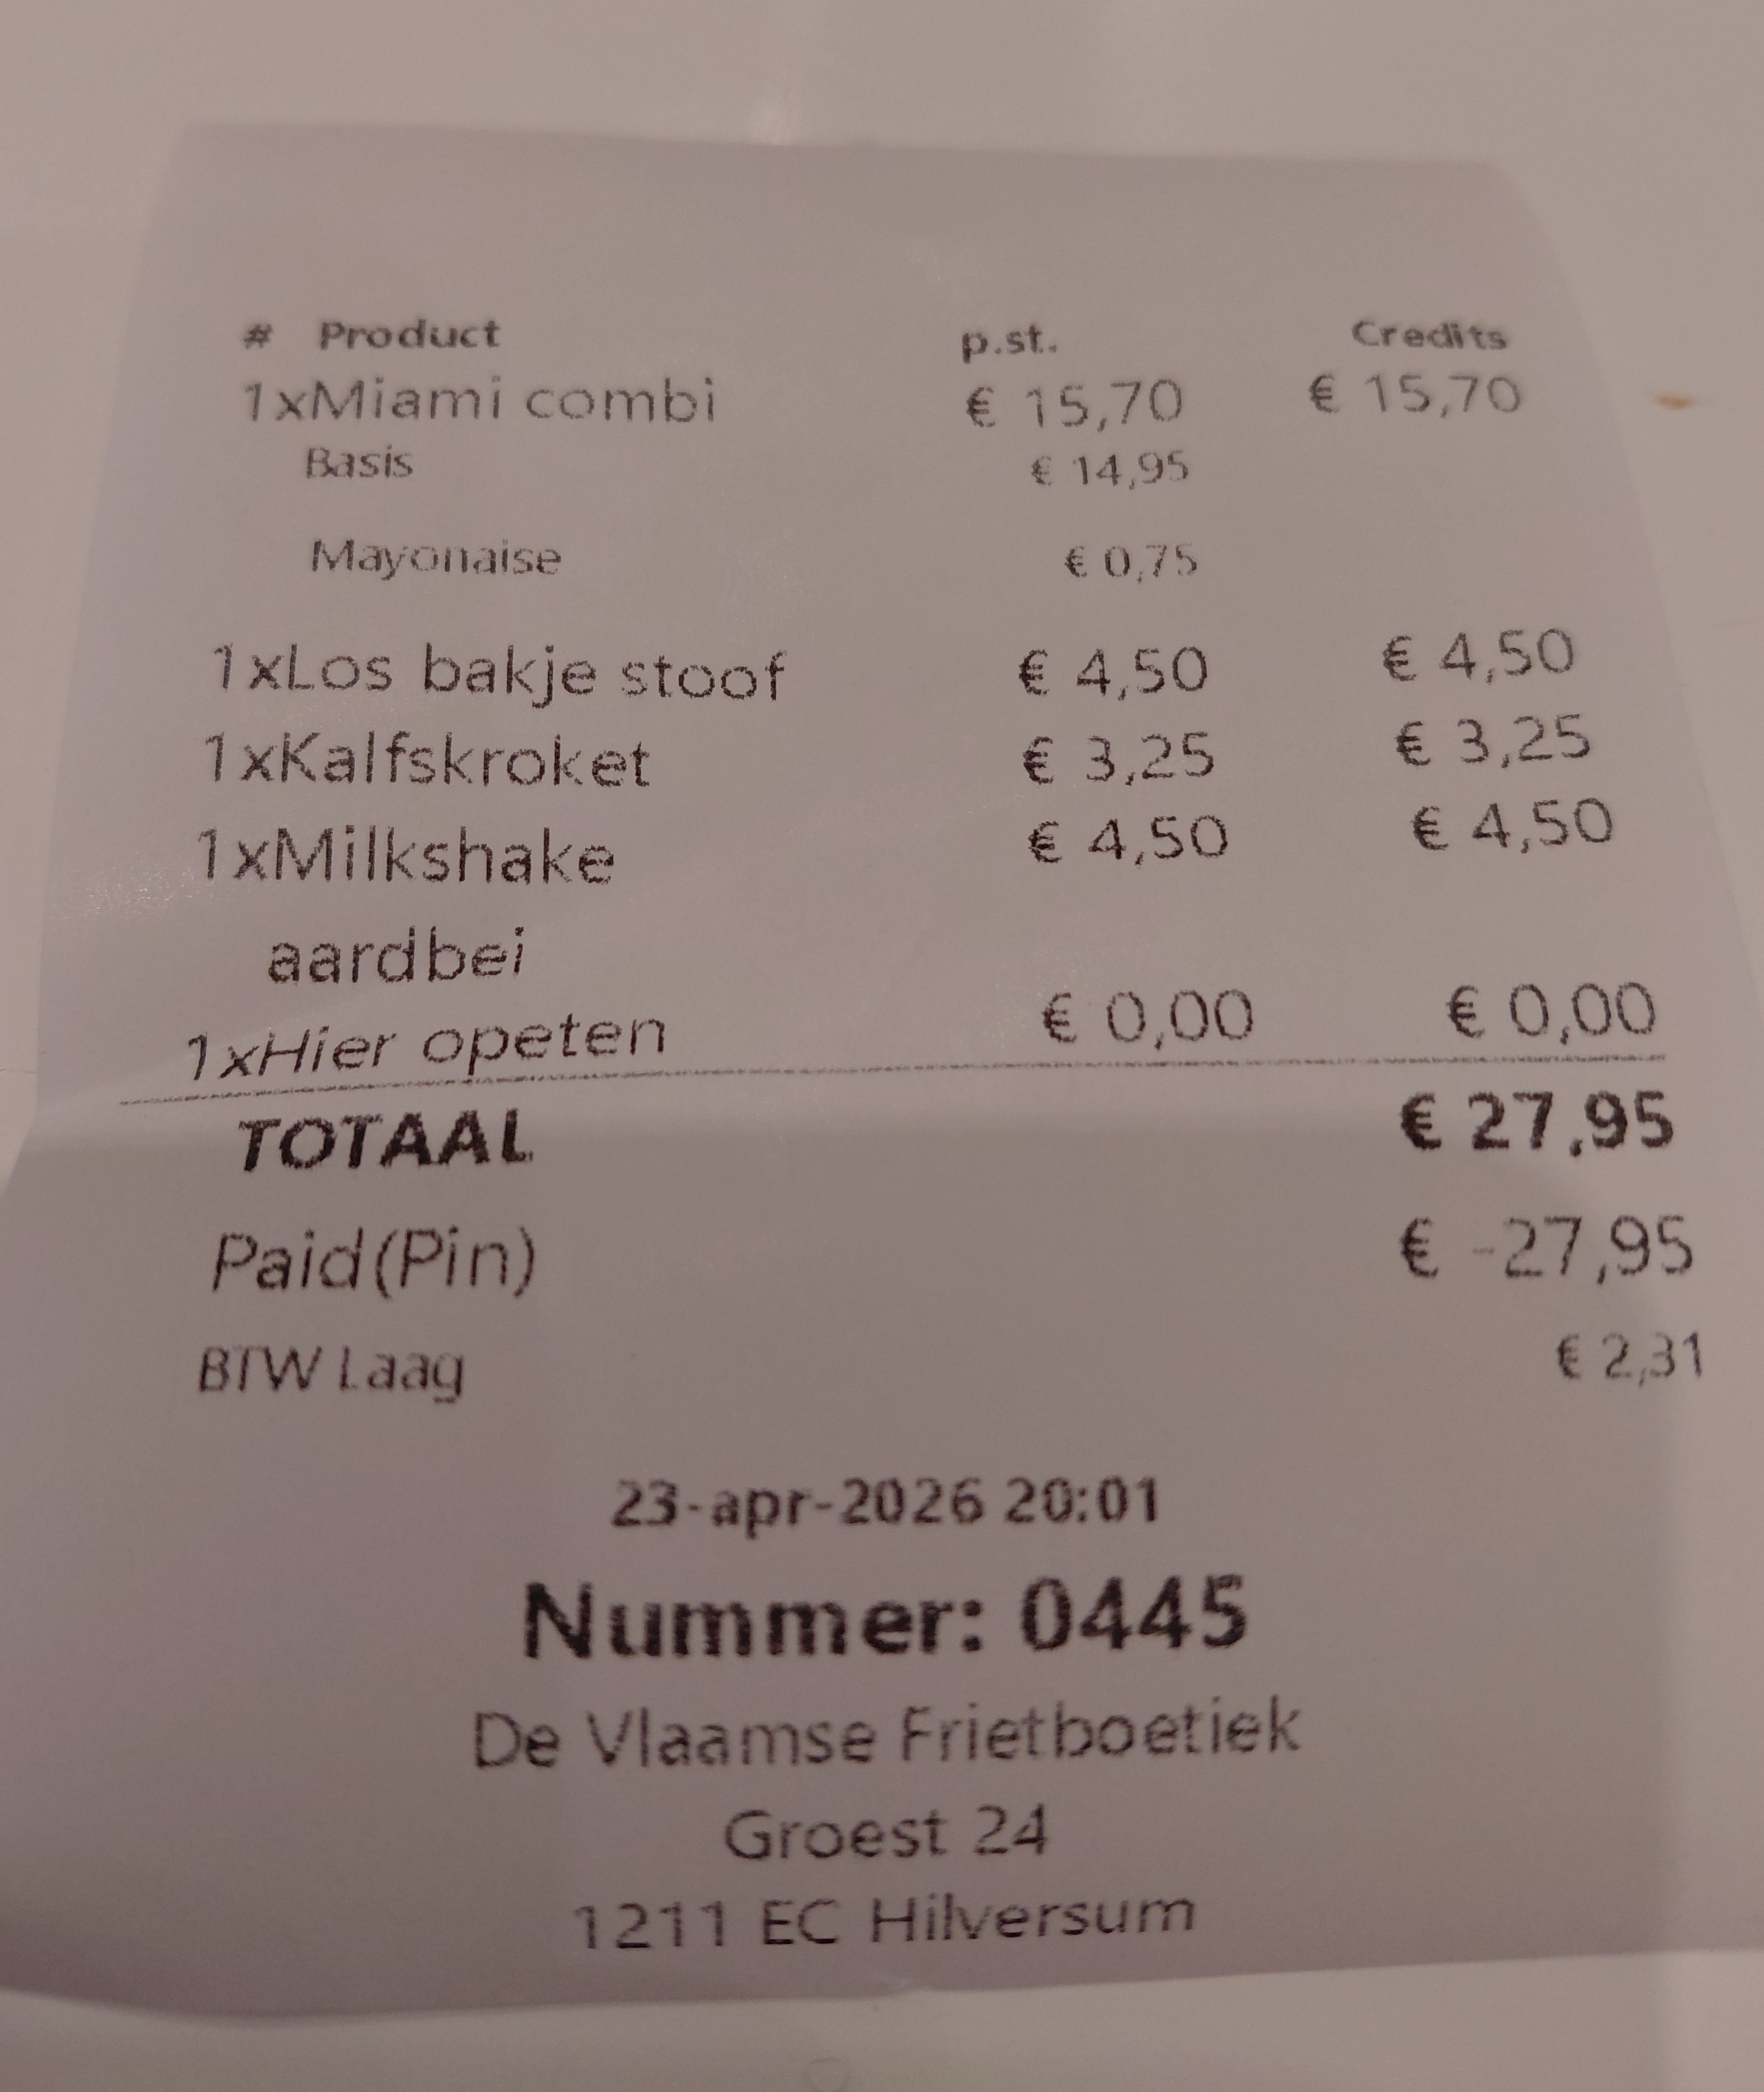 # Product p.st. Credits
1xMiami combi € 15,70 € 15,70
Basis € 14,95
Mayonaise € 0,75
1xLos bakje stoof € 4,50 € 4,50
1xKalfskroket € 3,25 € 3,25
1xMilkshake € 4,50 € 4,50
aardbei
1xHier opeten € 0,00 € 0,00
TOTAAL € 27,95
Paid(Pin) € -27,95
BTW Laag € 2,31
23-apr-2026 20:01
Nummer: 0445
De Vlaamse Frietboetiek
Groest 24
1211 EC Hilversum